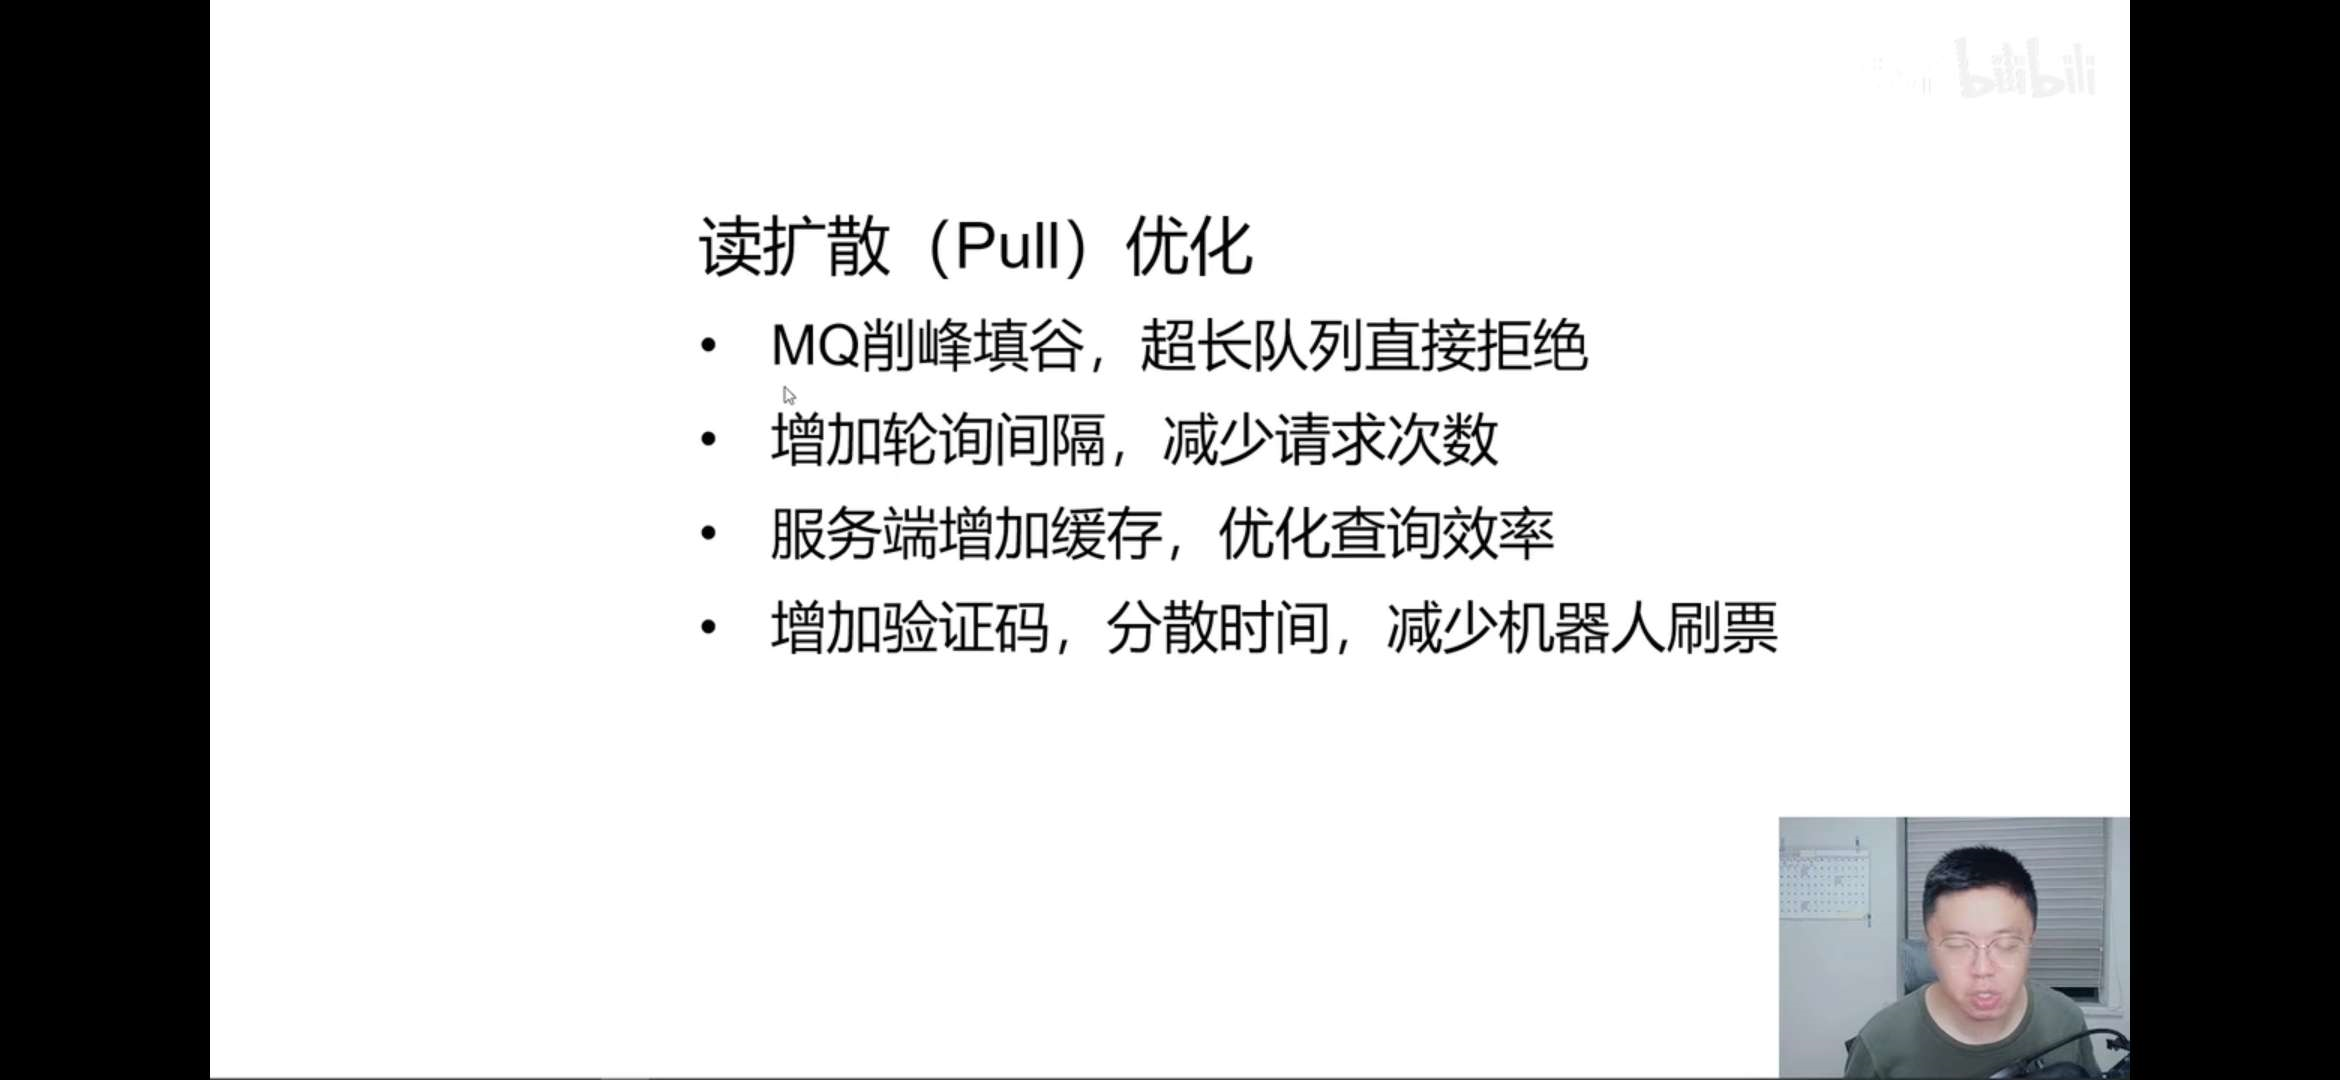 bilibili
读扩散（Pull）优化
• MQ削峰填谷，超长队列直接拒绝
• 增加轮询间隔，减少请求次数
• 服务端增加缓存，优化查询效率
• 增加验证码，分散时间，减少机器人刷票